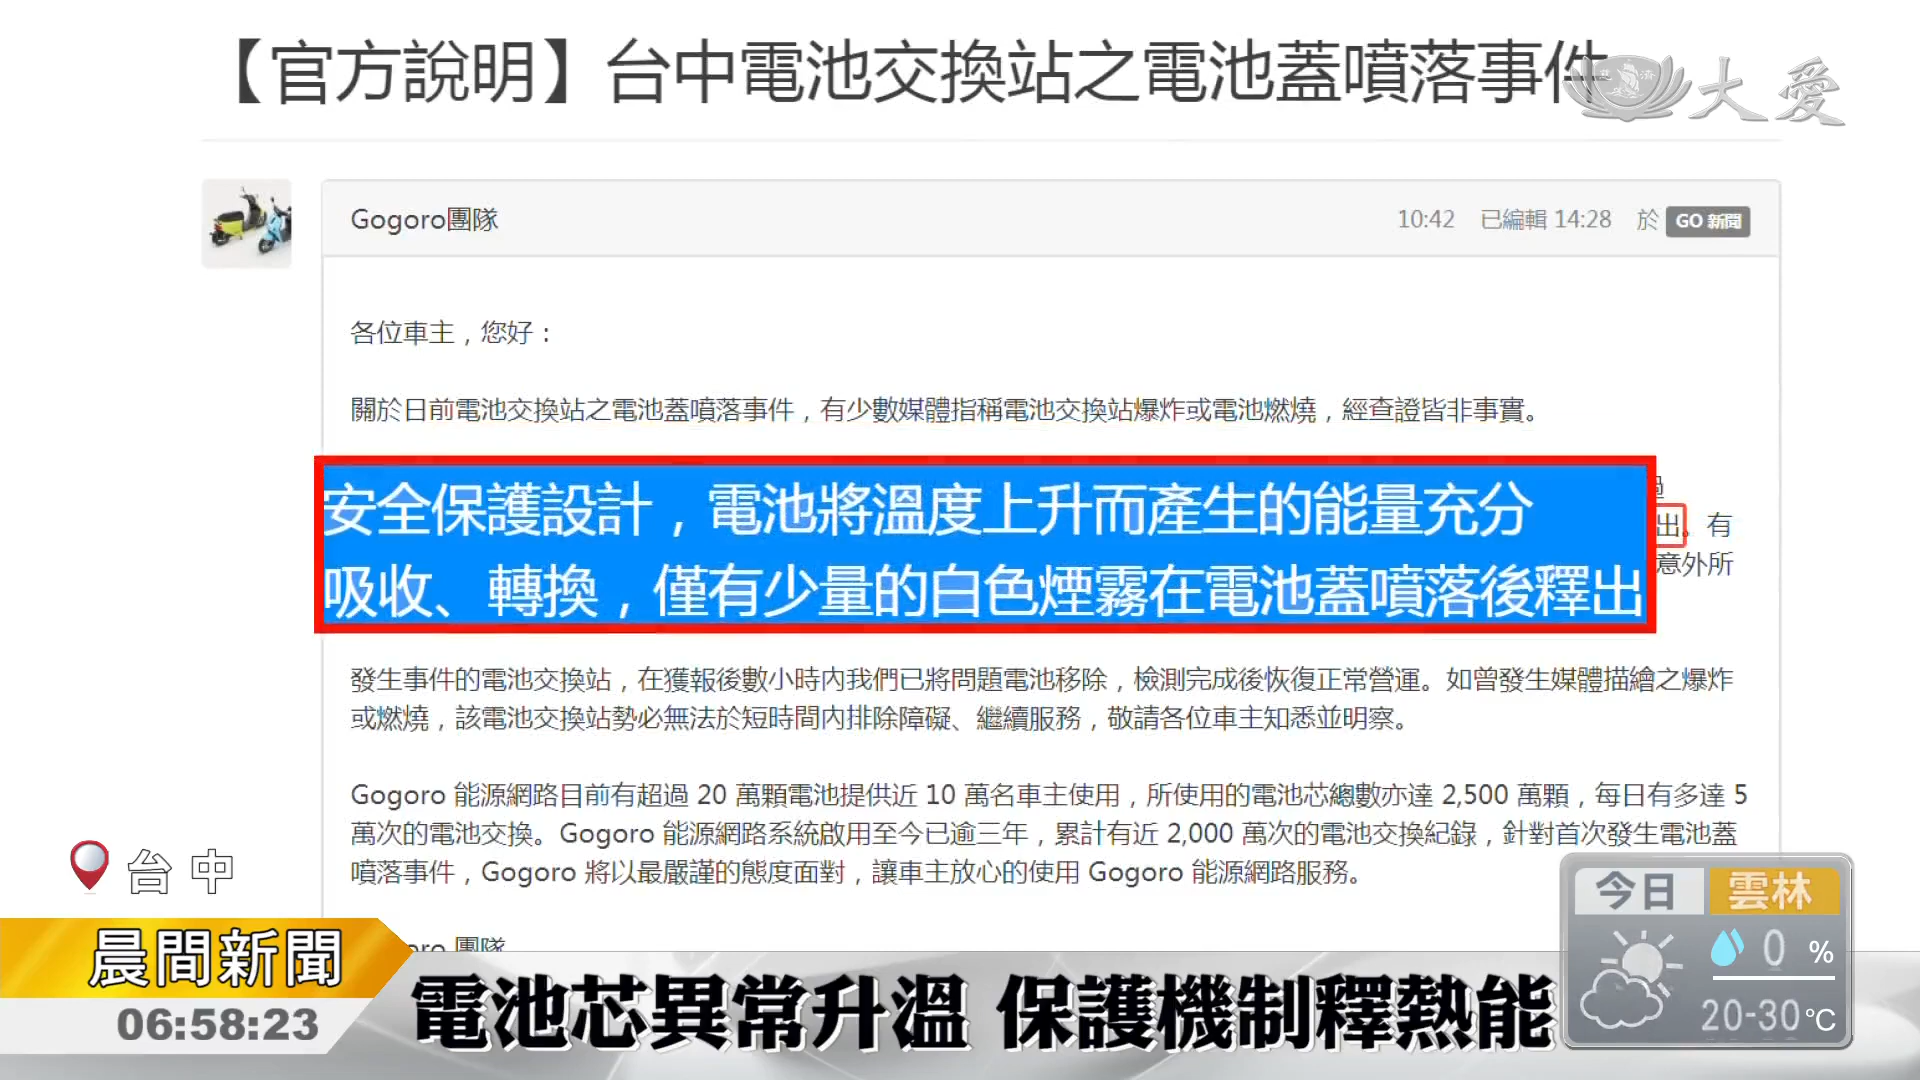 【官方說明】台中電池交換站之電池蓋噴落事件
大愛
Gogoro團隊
10:42 已編輯 14:28 於 GO 新聞
各位車主，您好：
關於日前電池交換站之電池蓋噴落事件，有少數媒體指稱電池交換站爆炸或電池燃燒，經查證皆非事實。
安全保護設計，電池將溫度上升而產生的能量充分
吸收、轉換，僅有少量的白色煙霧在電池蓋噴落後釋出
出。有
意外所
發生事件的電池交換站，在獲報後數小時內我們已將問題電池移除，檢測完成後恢復正常營運。如曾發生媒體描繪之爆炸
或燃燒，該電池交換站勢必無法於短時間內排除障礙、繼續服務，敬請各位車主知悉並明察。
Gogoro 能源網路目前有超過 20 萬顆電池提供近 10 萬名車主使用，所使用的電池芯總數亦達 2,500 萬顆，每日有多達 5
萬次的電池交換。Gogoro 能源網路系統啟用至今已逾三年，累計有近 2,000 萬次的電池交換紀錄，針對首次發生電池蓋
噴落事件，Gogoro 將以最嚴謹的態度面對，讓車主放心的使用 Gogoro 能源網路服務。
台中
今日 雲林
0 %
20-30°C
晨間新聞
06:58:23
電池芯異常升溫 保護機制釋熱能